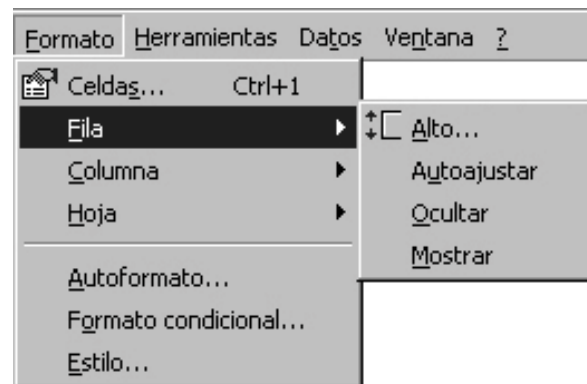 Formato Herramientas Datos Ventana ?
Celdas... Ctrl+1
Fila
Columna
Hoja
Autoformato...
Formato condicional...
Estilo...
Alto...
Autoajustar
Ocultar
Mostrar